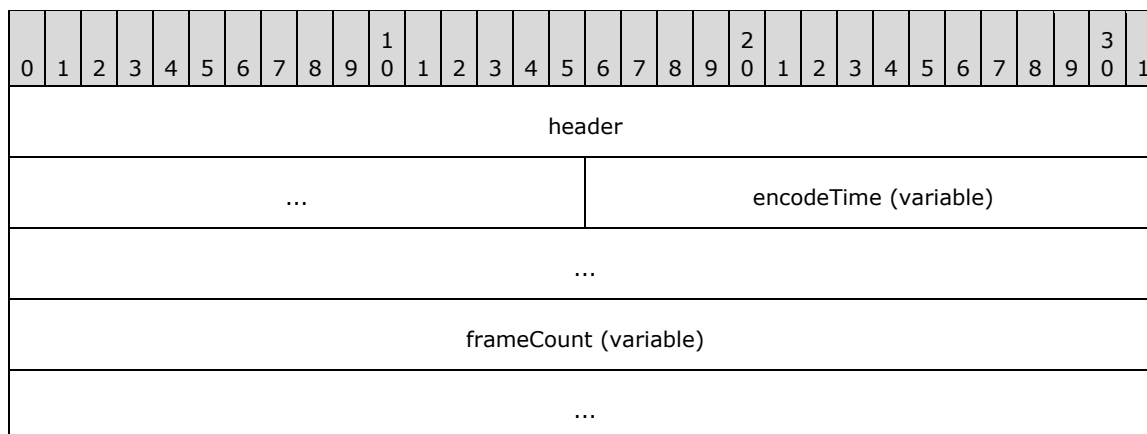 1 2 3
0 1 2 3 4 5 6 7 8 9 0 1 2 3 4 5 6 7 8 9 0 1 2 3 4 5 6 7 8 9 0 1
header
... encodeTime (variable)
...
frameCount (variable)
...